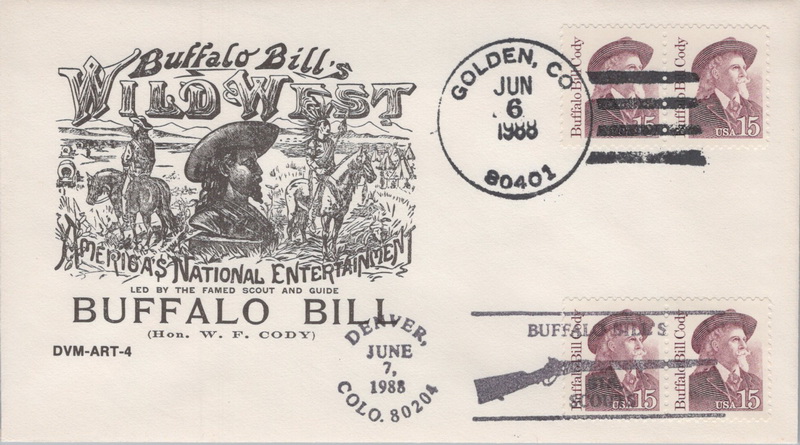 Buffalo Bill's
WILD WEST
AMERICA'S NATIONAL ENTERTAINMENT
LED BY THE FAMED SCOUT AND GUIDE
BUFFALO BILL
(Hon. W. F. CODY)
DVM-ART-4
GOLDEN, CO
JUN
6
1988
80401
Buffalo Bill Cody
USA 15
Buffalo Bill Cody
USA 15
DENVER,
JUNE
7,
1988
COLO. 80204
BUFFALO BILL'S
SCOUTS
Buffalo Bill Cody
USA 15
Buffalo Bill Cody
USA 15